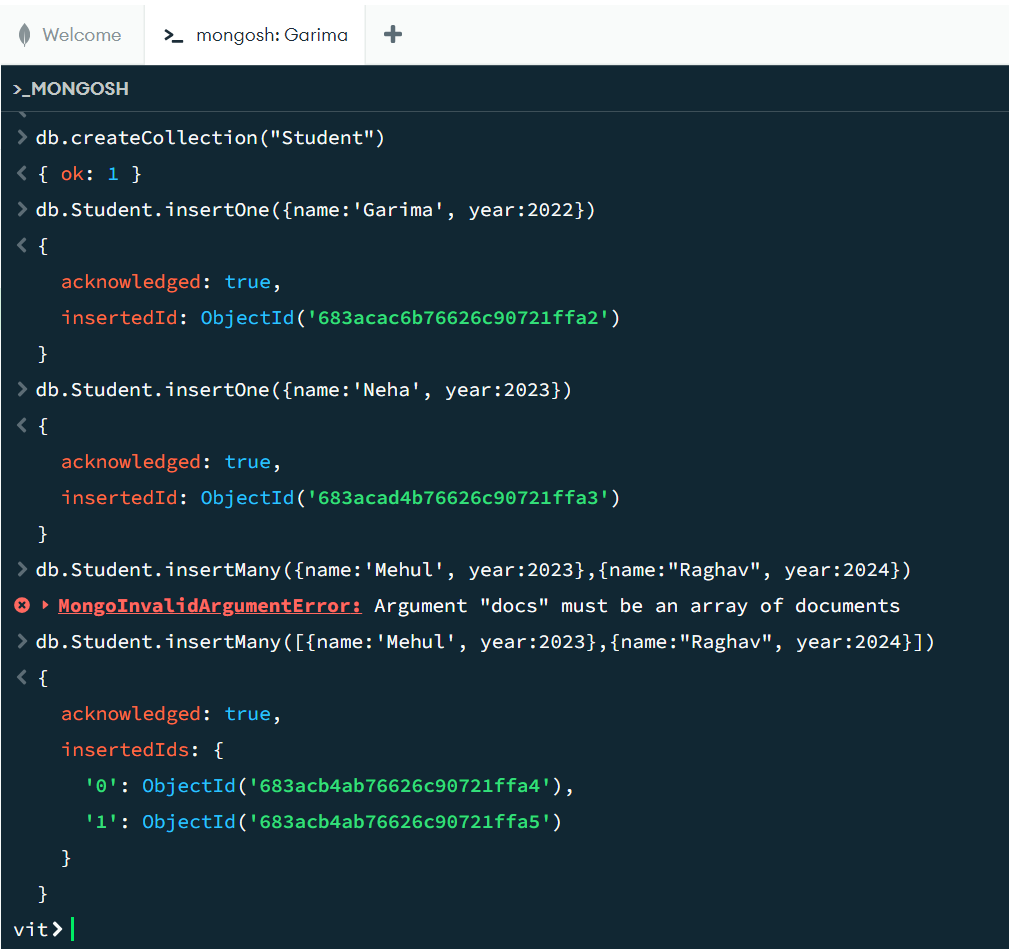 Welcome
>_ mongosh: Garima
+
>_MONGOSH
> db.createCollection("Student")
< { ok: 1 }
> db.Student.insertOne({name:'Garima', year:2022})
< {
    acknowledged: true,
    insertedId: ObjectId('683acac6b76626c90721ffa2')
  }
> db.Student.insertOne({name:'Neha', year:2023})
< {
    acknowledged: true,
    insertedId: ObjectId('683acad4b76626c90721ffa3')
  }
> db.Student.insertMany({name:'Mehul', year:2023},{name:"Raghav", year:2024})
MongoInvalidArgumentError: Argument "docs" must be an array of documents
> db.Student.insertMany([{name:'Mehul', year:2023},{name:"Raghav", year:2024}])
< {
    acknowledged: true,
    insertedIds: {
      '0': ObjectId('683acb4ab76626c90721ffa4'),
      '1': ObjectId('683acb4ab76626c90721ffa5')
    }
  }
vit>